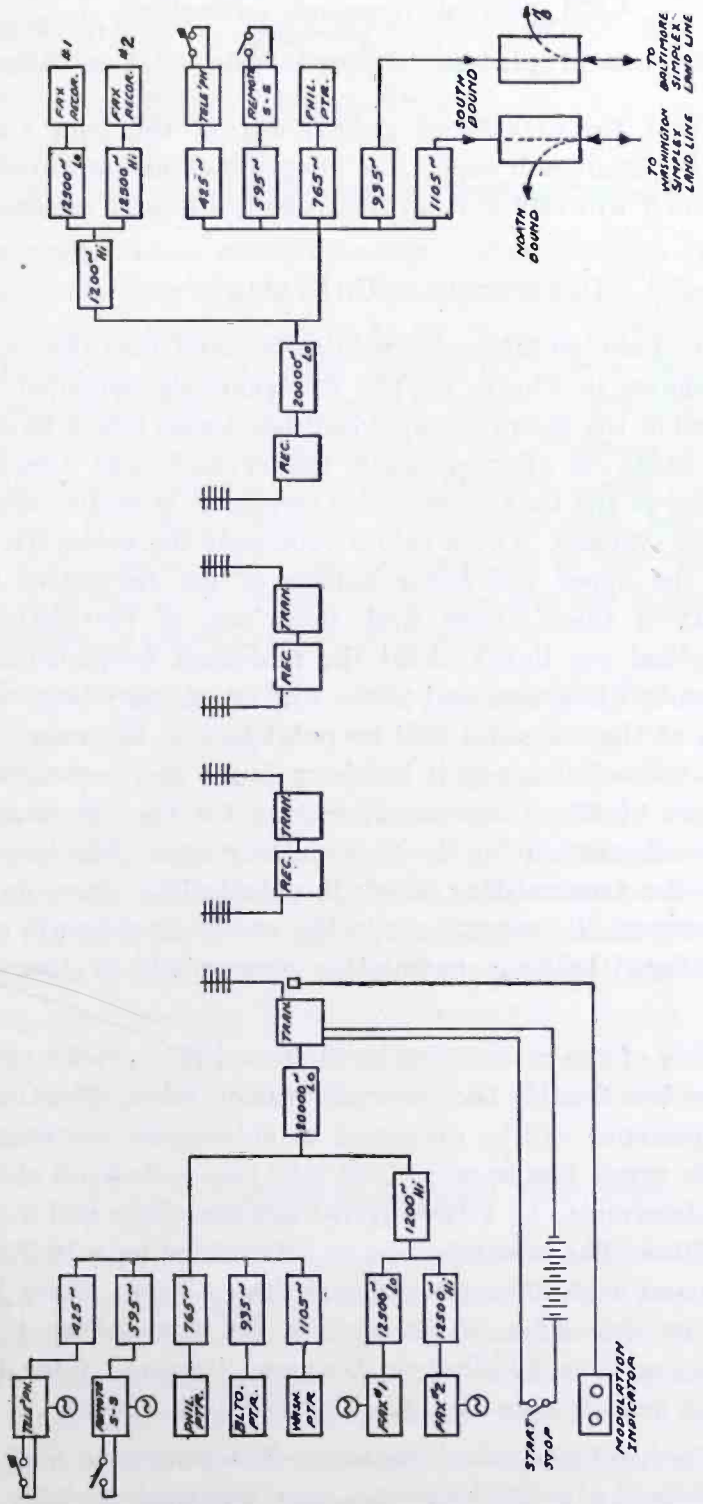 TELE'PH.
425~
REMOTE
S-S
595~
PHIL.
PTR.
765~
BLTO.
PTR.
935~
WASH.
PTR
1105~
FAX #1
12500~
Lo
FAX #2
12500~
Hi
1200~
Hi
20000~
Lo
TRAN.
START
STOP
MODULATION
INDICATOR
REC.
TRAN.
REC.
TRAN.
REC.
20000~
Lo
1200~
Hi
12500~
Lo
FAX
RECOR.
#1
12500~
Hi
FAX
RECOR.
#2
425~
TELE'PH
595~
REMOTE
S-S
765~
PHIL.
PTR.
935~
1105~
SOUTH
BOUND
NORTH
BOUND
TO
WASHINGTON
SIMPLEX
LAND LINE
TO
BALTIMORE
SIMPLEX
LAND LINE